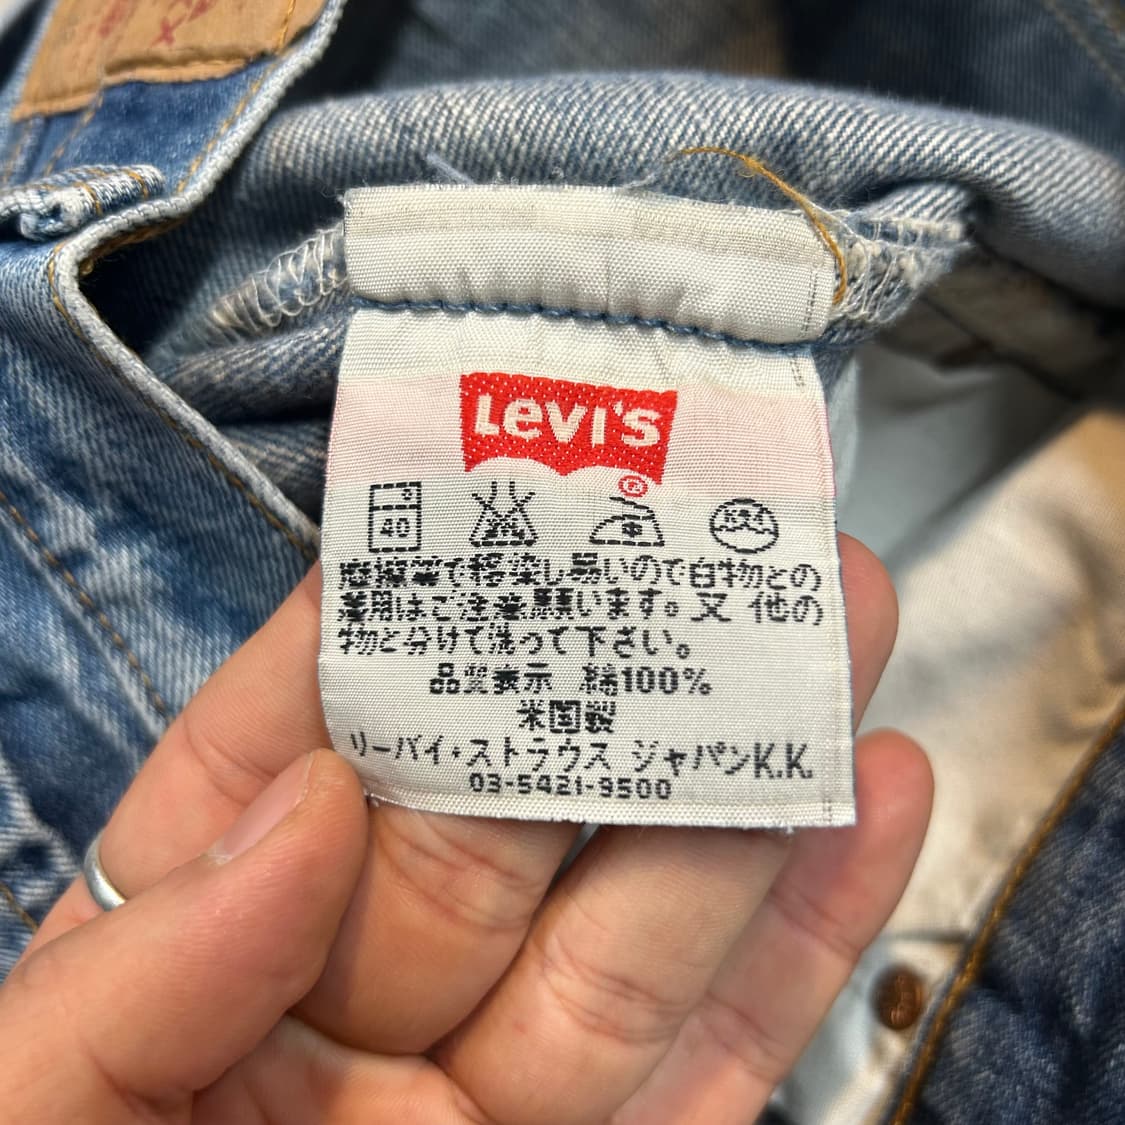 LEVI'S
®
40
摩擦等で移染し易いので白物との
着用はご注意願います。又 他の
物と分けて洗って下さい。
品質表示 綿100%
米国製
リーバイ・ストラウス ジャパンK.K.
03-5421-9500